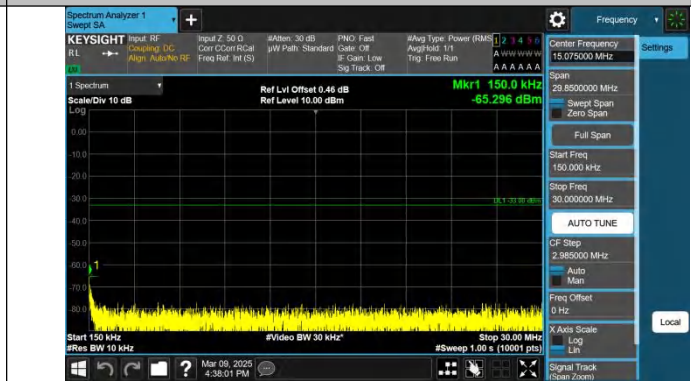 Spectrum Analyzer 1
Swept SA
Frequency
KEYSIGHT
RL
Input: RF
Coupling: DC
Align: Auto/No RF
Input Z: 50 Ω
Corr CCorr RCal
Freq Ref: Int (S)
#Atten: 30 dB
µW Path: Standard
PNO: Fast
Gate: Off
IF Gain: Low
Sig Track: Off
#Avg Type: Power (RMS
Avg|Hold: 1/1
Trig: Free Run
1 2 3 4 5 6
A W W W W W
A A A A A A
1 Spectrum
Scale/Div 10 dB
Log
Ref Lvl Offset 0.46 dB
Ref Level 10.00 dBm
Mkr1 150.0 kHz
-65.296 dBm
0.00
-10.0
-20.0
-30.0
-40.0
-50.0
-60.0
-70.0
-80.0
1
Start 150 kHz
#Res BW 10 kHz
#Video BW 30 kHz*
Stop 30.00 MHz
#Sweep 1.00 s (10001 pts)
Mar 09, 2025
4:38:01 PM
Center Frequency
15.075000 MHz
Settings
Span
29.8500000 MHz
Swept Span
Zero Span
Full Span
Start Freq
150.000 kHz
Stop Freq
30.000000 MHz
AUTO TUNE
CF Step
2.985000 MHz
Auto
Man
Freq Offset
0 Hz
X Axis Scale
Log
Lin
Local
Signal Track
(Span Zoom)